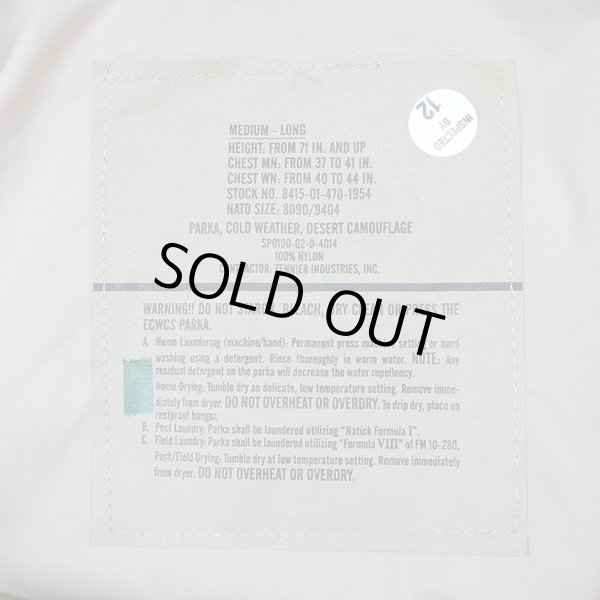 INSPECTED
BY
12
MEDIUM - LONG
HEIGHT: FROM 71 IN. AND UP
CHEST MN: FROM 37 TO 41 IN.
CHEST WN: FROM 40 TO 44 IN.
STOCK NO. 8415-01-470-1954
NATO SIZE: 8090/9404
PARKA, COLD WEATHER, DESERT CAMOUFLAGE
SP0100-02-D-4014
100% NYLON
CONTRACTOR: TENNIER INDUSTRIES, INC.
SOLD OUT
WARNING!! DO NOT STARCH, BLEACH, DRY CLEAN OR PRESS THE
ECWCS PARKA.
A. Home Laundering (machine/hand): Permanent press machine setting or hand
washing using a detergent. Rinse thoroughly in warm water. NOTE: Any
residual detergent on the parka will decrease the water repellency.
Home Drying: Tumble dry on delicate, low temperature setting. Remove imme-
diately from dryer. DO NOT OVERHEAT OR OVERDRY. To drip dry, place on
rustproof hanger.
B. Post Laundry: Parka shall be laundered utilizing "Natick Formula I".
C. Field Laundry: Parka shall be laundered utilizing "Formula VIII" of FM 10-280.
Post/Field Drying: Tumble dry at low temperature setting. Remove immediately
from dryer. DO NOT OVERHEAT OR OVERDRY.